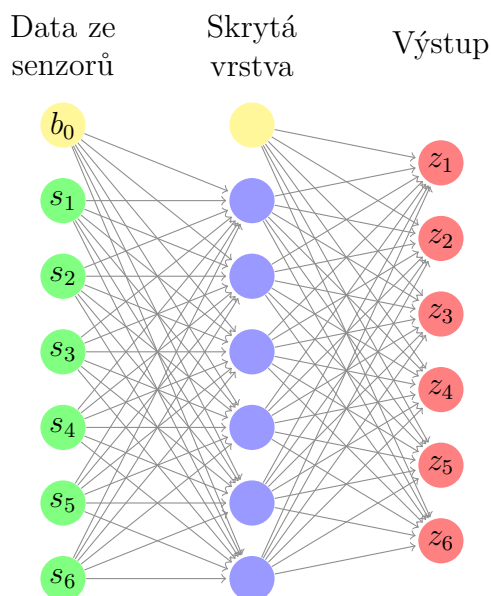 Data ze
senzorů
Skrytá
vrstva
Výstup
b₀
s₁
s₂
s₃
s₄
s₅
s₆
z₁
z₂
z₃
z₄
z₅
z₆